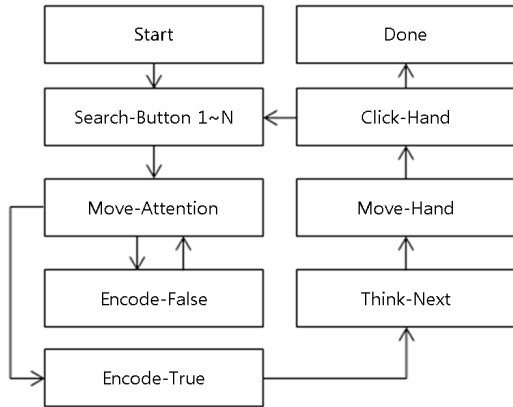 Start
Done
Search-Button 1~N
Click-Hand
Move-Attention
Move-Hand
Encode-False
Think-Next
Encode-True